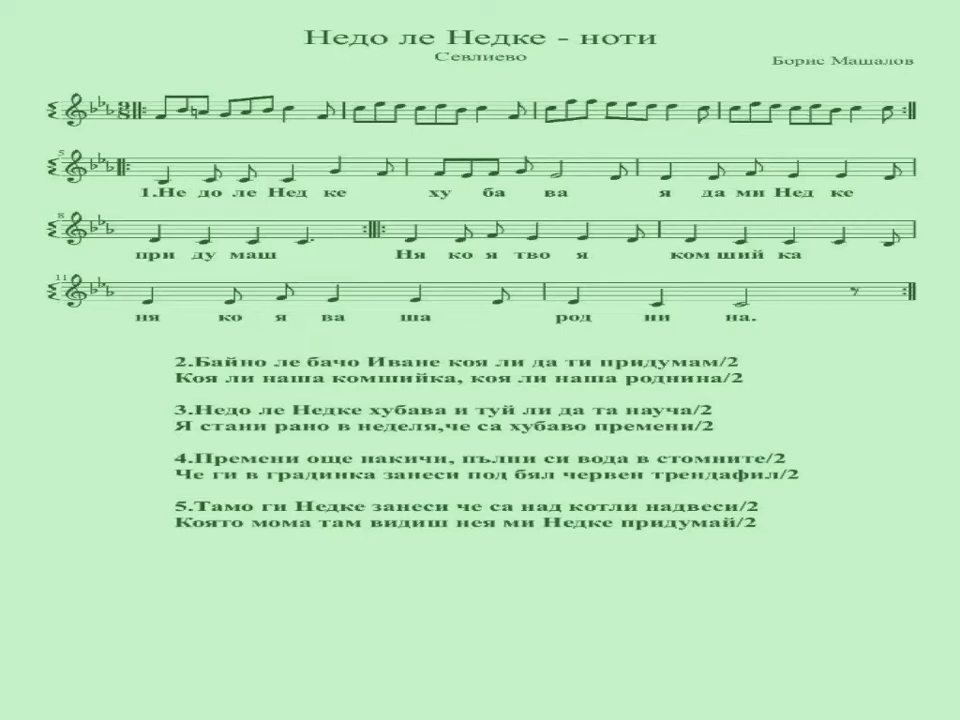 Недо ле Недке - ноти
Севлиево
Борис Машалов
5
1.Не до ле Нед ке ху ба ва я да ми Нед ке
8
при ду маш Ня ко я тво я ком ший ка
11
ня ко я ва ша род ни на.
2.Байно ле бачо Иване коя ли да ти придумам/2
Коя ли наша комшийка, коя ли наша роднина/2
3.Недо ле Недке хубава и туй ли да та науча/2
Я стани рано в неделя,че са хубаво премени/2
4.Премени още накичи, пълни си вода в стомните/2
Че ги в градинка занеси под бял червен трендафил/2
5.Тамо ги Недке занеси че са над котли надвеси/2
Която мома там видиш нея ми Недке придумай/2